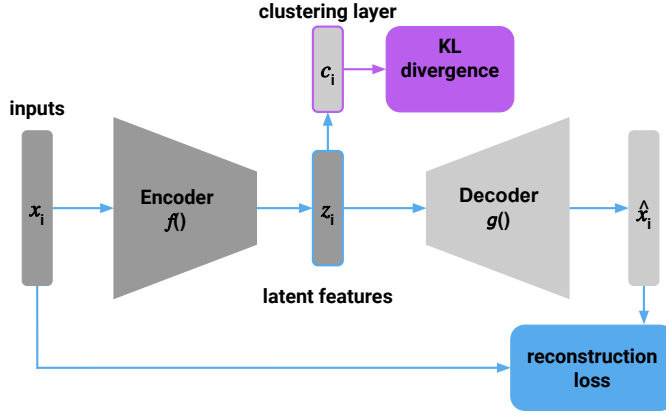 clustering layer
c_i
KL
divergence
inputs
x_i
Encoder
f()
z_i
Decoder
g()
x̂_i
latent features
reconstruction
loss